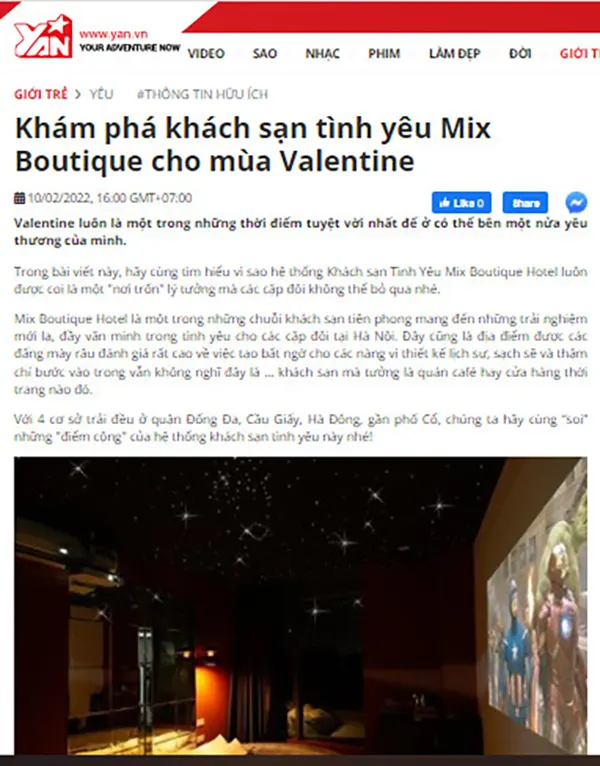 YAN
www.yan.vn
YOUR ADVENTURE NOW
VIDEO SAO NHẠC PHIM LÀM ĐẸP ĐỜI GIỚI T
GIỚI TRẺ > YÊU #THÔNG TIN HỮU ÍCH
Khám phá khách sạn tình yêu Mix
Boutique cho mùa Valentine
10/02/2022, 16:00 GMT+07:00
Like 0 Share
Valentine luôn là một trong những thời điểm tuyệt vời nhất để ở có thể bên một nửa yêu
thương của mình.
Trong bài viết này, hãy cùng tìm hiểu vì sao hệ thống Khách sạn Tình Yêu Mix Boutique Hotel luôn
được coi là một "nơi trốn" lý tưởng mà các cặp đôi không thể bỏ qua nhé.
Mix Boutique Hotel là một trong những chuỗi khách sạn tiên phong mang đến những trải nghiệm
mới lạ, đầy văn minh trong tình yêu cho các cặp đôi tại Hà Nội. Đây cũng là địa điểm được các
đấng mày râu đánh giá rất cao về việc tạo bất ngờ cho các nàng vì thiết kế lịch sự, sạch sẽ và thậm
chí bước vào trong vẫn không nghĩ đây là ... khách sạn mà tưởng là quán café hay cửa hàng thời
trang nào đó.
Với 4 cơ sở trải đều ở quận Đống Đa, Cầu Giấy, Hà Đông, gần phố Cổ, chúng ta hãy cùng "soi"
những "điểm cộng" của hệ thống khách sạn tình yêu này nhé!